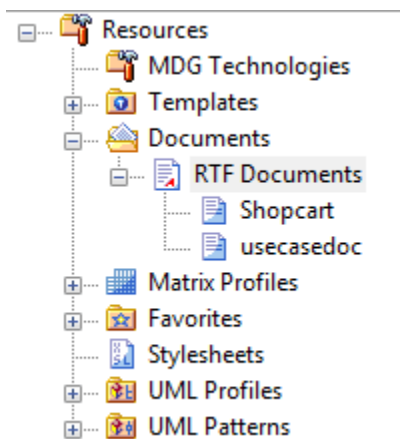 Resources
MDG Technologies
Templates
Documents
RTF Documents
Shopcart
usecasedoc
Matrix Profiles
Favorites
Stylesheets
UML Profiles
UML Patterns